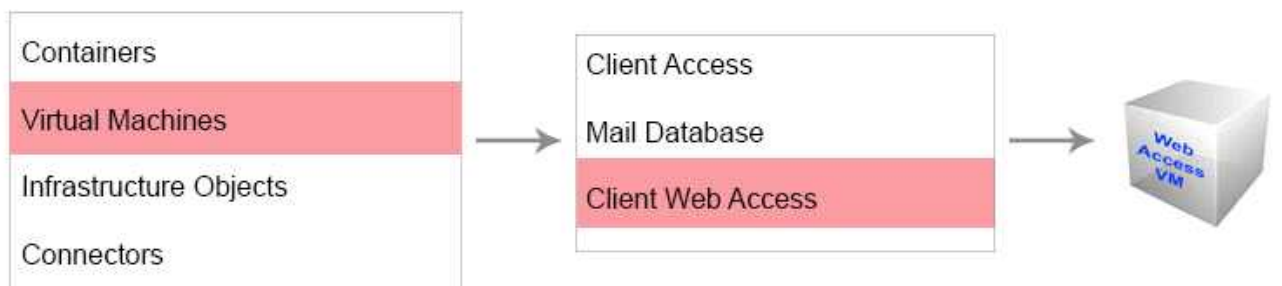 Containers
Virtual Machines
Infrastructure Objects
Connectors
Client Access
Mail Database
Client Web Access
Web
Access
VM